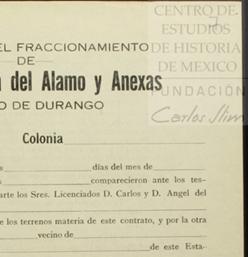 CENTRO DE
ESTUDIOS
DE HISTORIA
DE MEXICO
FUNDACIÓN
Carlos Slim
EL FRACCIONAMIENTO
DE
del Alamo y Anexas
O DE DURANGO
Colonia
días del mes de
comparecieron ante los tes-
arte los Sres. Licenciados D. Carlos y D. Angel del
e los terrenos materia de este contrato, y por la otra
vecino de
de este Esta-